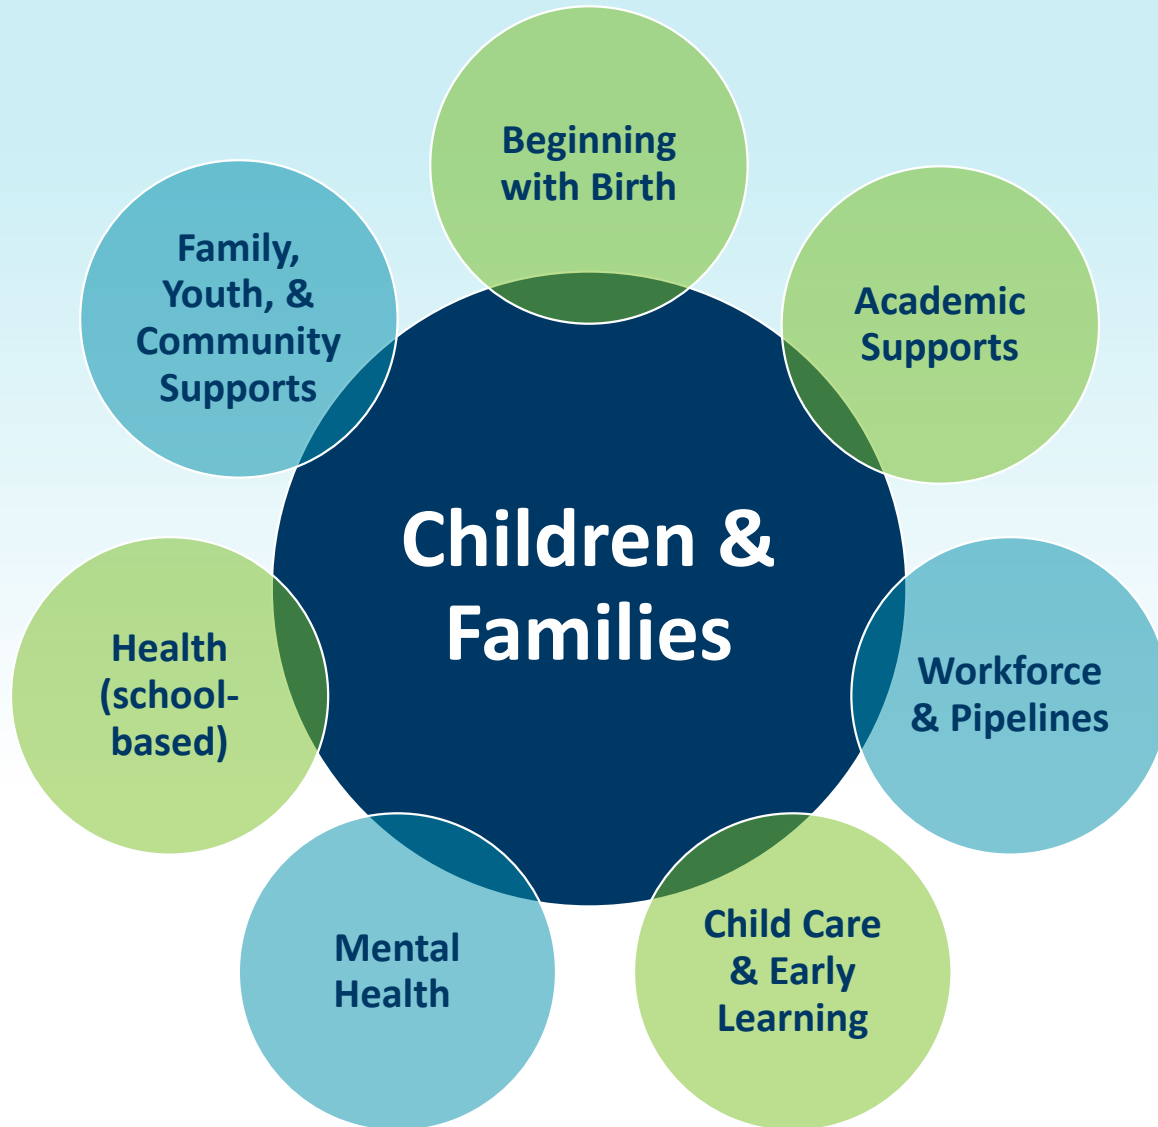 Beginning
with Birth
Academic
Supports
Workforce
& Pipelines
Child Care
& Early
Learning
Mental
Health
Health
(school-
based)
Family,
Youth, &
Community
Supports
Children &
Families